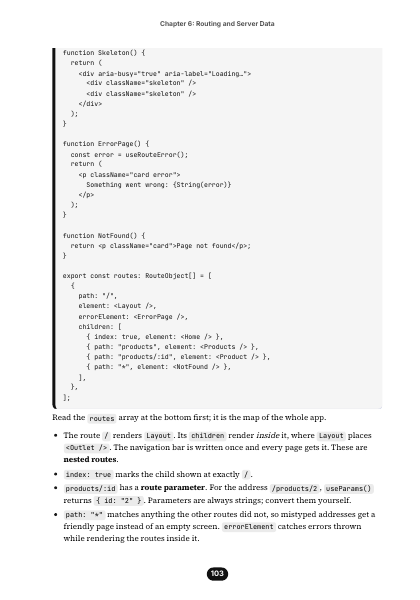 Chapter 6: Routing and Server Data
function Skeleton() {
  return (
    <div aria-busy="true" aria-label="Loading…">
      <div className="skeleton" />
      <div className="skeleton" />
    </div>
  );
}

function ErrorPage() {
  const error = useRouteError();
  return (
    <p className="card error">
      Something went wrong: {String(error)}
    </p>
  );
}

function NotFound() {
  return <p className="card">Page not found</p>;
}

export const routes: RouteObject[] = [
  {
    path: "/",
    element: <Layout />,
    errorElement: <ErrorPage />,
    children: [
      { index: true, element: <Home /> },
      { path: "products", element: <Products /> },
      { path: "products/:id", element: <Product /> },
      { path: "*", element: <NotFound /> },
    ],
  },
];
Read the routes array at the bottom first; it is the map of the whole app.
• The route / renders Layout. Its children render inside it, where Layout places
<Outlet />. The navigation bar is written once and every page gets it. These are
nested routes.
• index: true marks the child shown at exactly /.
• products/:id has a route parameter. For the address /products/2, useParams()
returns { id: "2" }. Parameters are always strings; convert them yourself.
• path: "*" matches anything the other routes did not, so mistyped addresses get a
friendly page instead of an empty screen. errorElement catches errors thrown
while rendering the routes inside it.
103